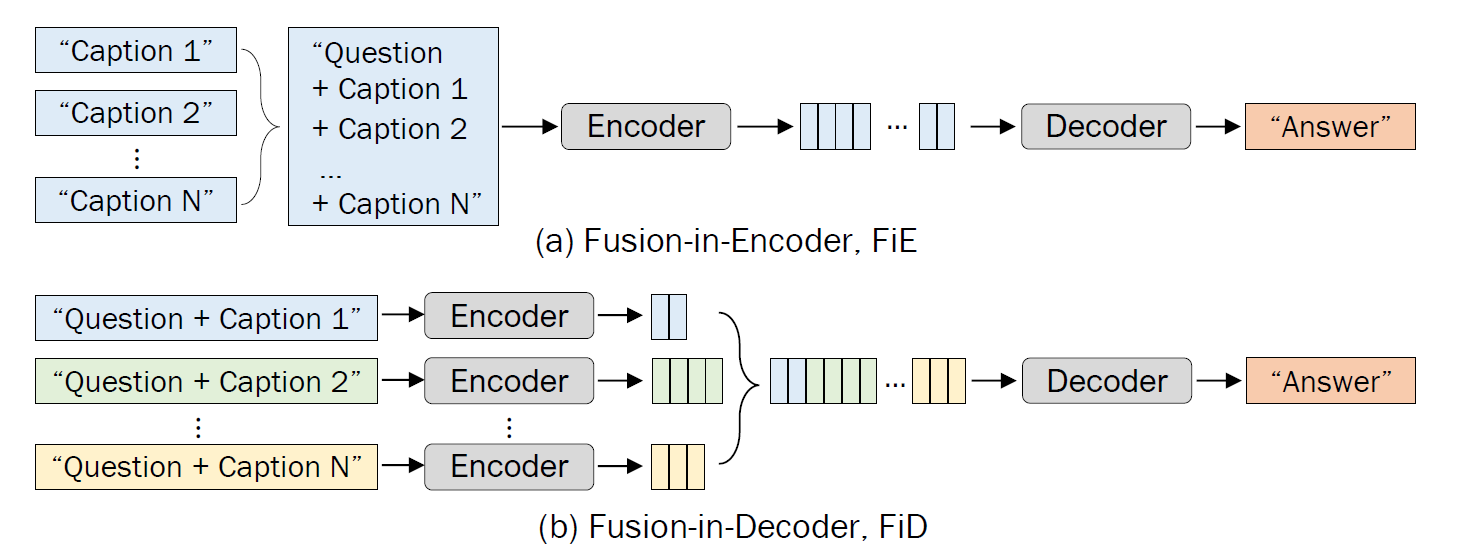 “Caption 1”
“Caption 2”
⋮
“Caption N”
“Question
+ Caption 1
+ Caption 2
...
+ Caption N”
Encoder
...
Decoder
“Answer”
(a) Fusion-in-Encoder, FiE
“Question + Caption 1”
Encoder
“Question + Caption 2”
Encoder
...
Decoder
“Answer”
⋮
⋮
“Question + Caption N”
Encoder
(b) Fusion-in-Decoder, FiD